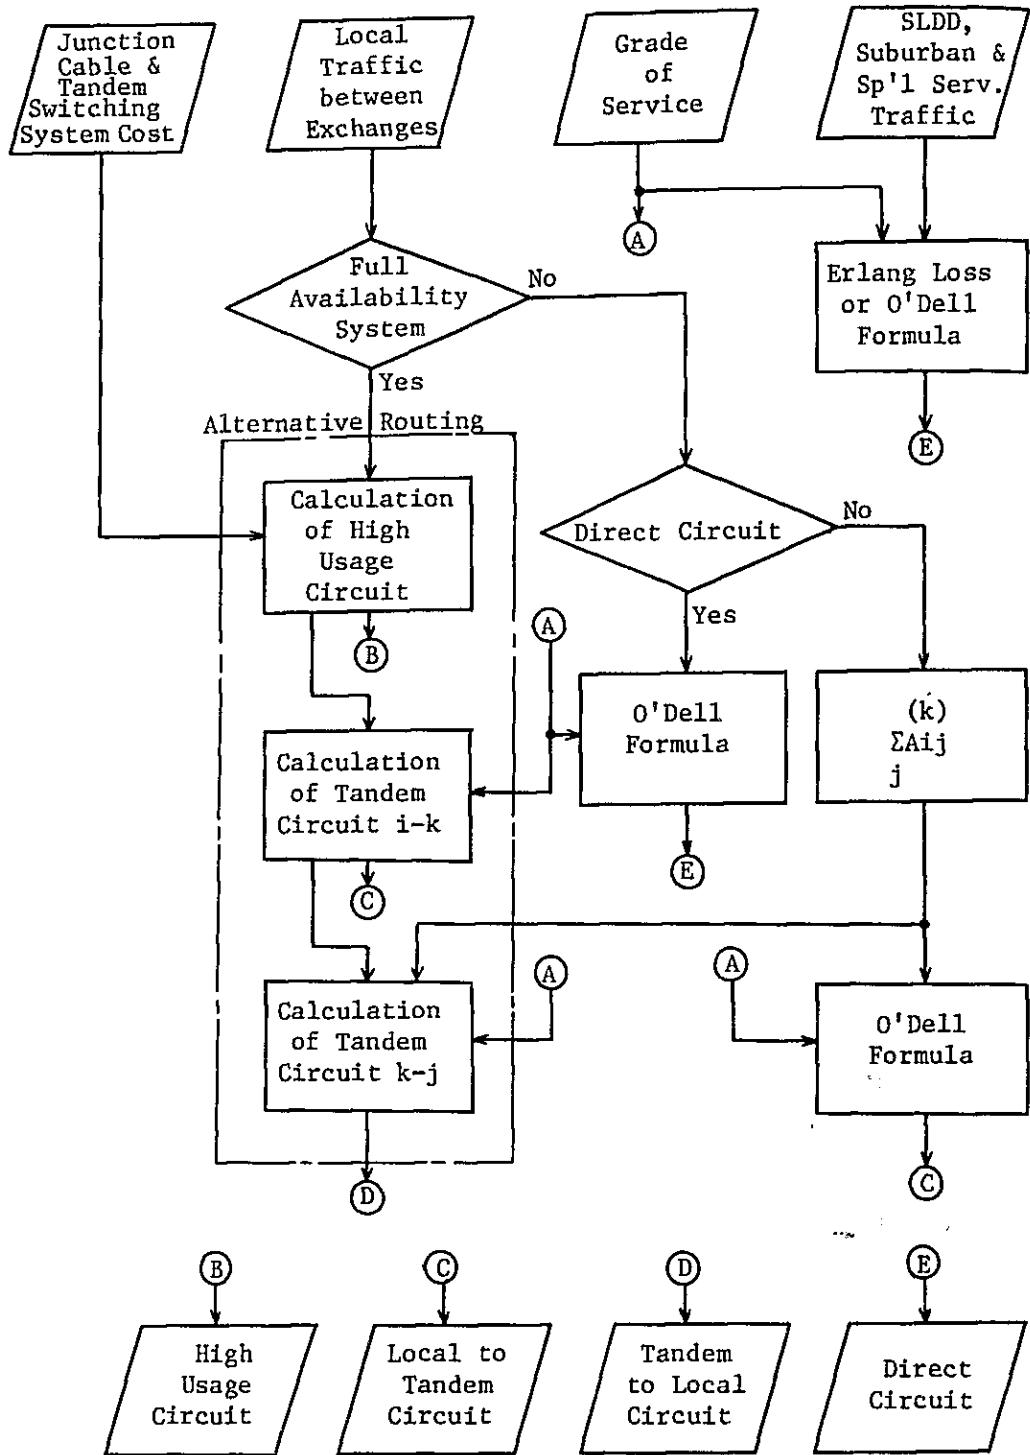 Junction
Cable &
Tandem
Switching
System Cost
Local
Traffic
between
Exchanges
Grade
of
Service
SLDD,
Suburban &
Sp'l Serv.
Traffic
A
Full
Availability
System
No
Yes
Erlang Loss
or O'Dell
Formula
E
Alternative Routing
Calculation
of High
Usage
Circuit
B
Direct Circuit
No
Yes
A
O'Dell
Formula
E
(k)
ΣAij
j
Calculation
of Tandem
Circuit i-k
C
Calculation
of Tandem
Circuit k-j
A
D
A
O'Dell
Formula
C
B
High
Usage
Circuit
C
Local to
Tandem
Circuit
D
Tandem
to Local
Circuit
E
Direct
Circuit